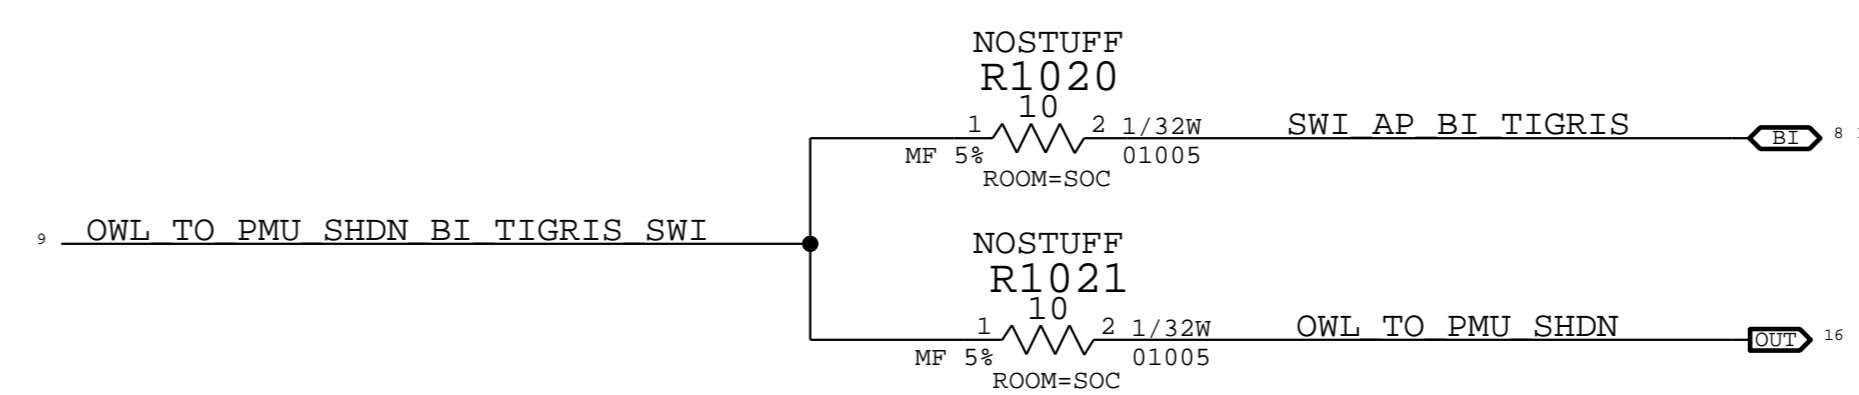 NOSTUFF
R1020
10
1 2 1/32W
MF 5% 01005
ROOM=SOC
SWI_AP_BI_TIGRIS
BI 8
9 OWL_TO_PMU_SHDN_BI_TIGRIS_SWI
NOSTUFF
R1021
10
1 2 1/32W
MF 5% 01005
ROOM=SOC
OWL_TO_PMU_SHDN
OUT 16